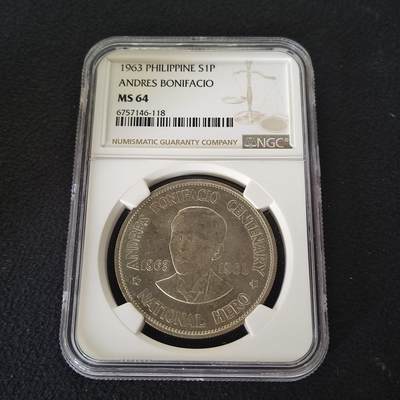 1963 PHILIPPINE S1P
ANDRES BONIFACIO
MS 64
6757146-118
NUMISMATIC GUARANTY COMPANY
NGC
ANDRES BONIFACIO CENTENARY
1863 1963
NATIONAL HERO